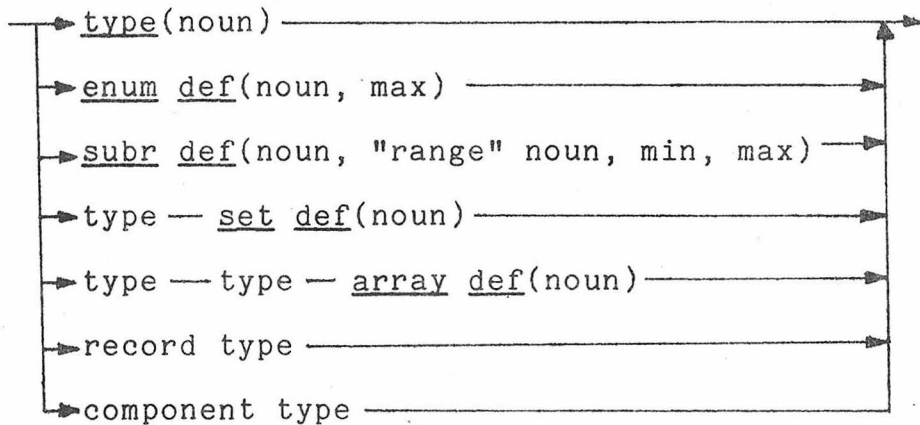 type(noun)
enum def(noun, max)
subr def(noun, "range" noun, min, max)
type — set def(noun)
type — type — array def(noun)
record type
component type